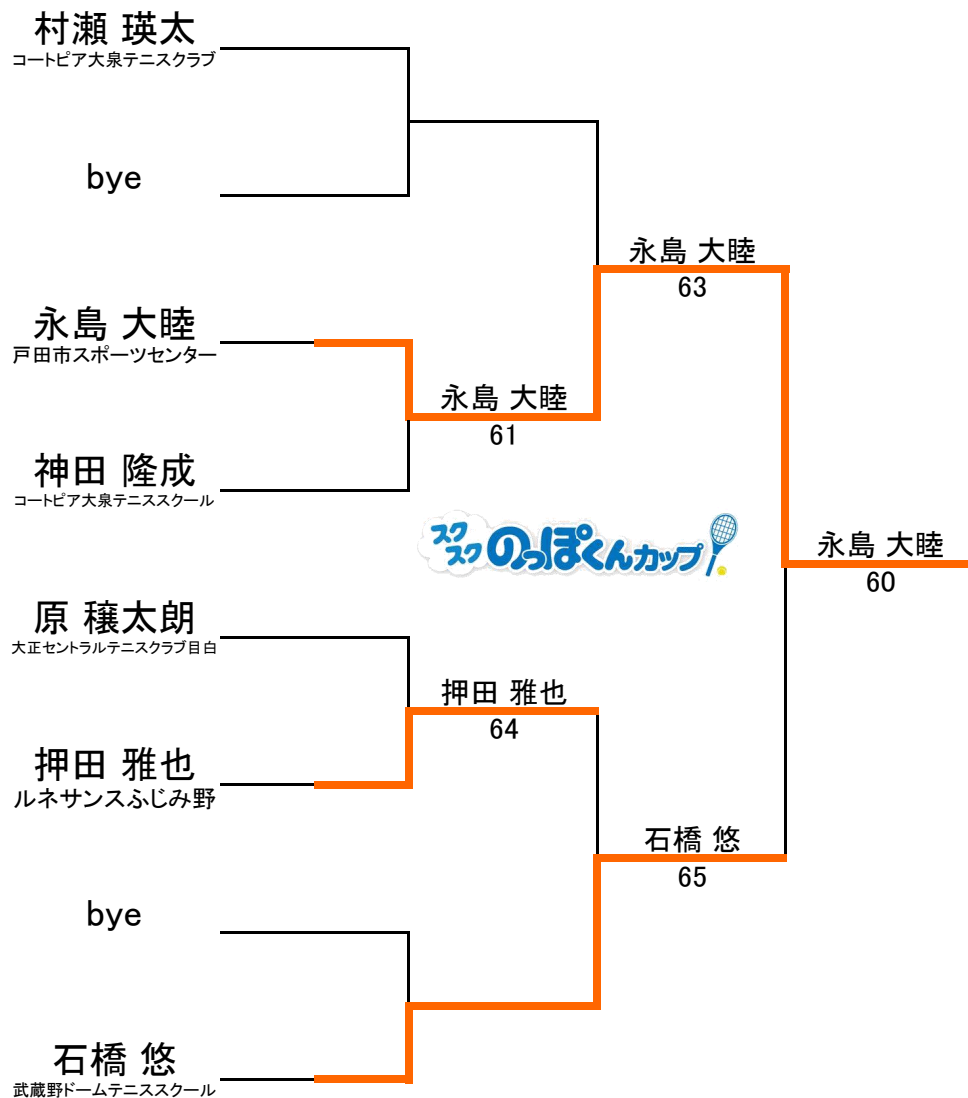 村瀬 瑛太
コートピア大泉テニスクラブ
bye
永島 大睦
63
永島 大睦
戸田市スポーツセンター
永島 大睦
61
神田 隆成
コートピア大泉テニススクール
スク
スク のっぽくんカップ
永島 大睦
60
原 穣太朗
大正セントラルテニスクラブ目白
押田 雅也
64
押田 雅也
ルネサンスふじみ野
石橋 悠
65
bye
石橋 悠
武蔵野ドームテニススクール